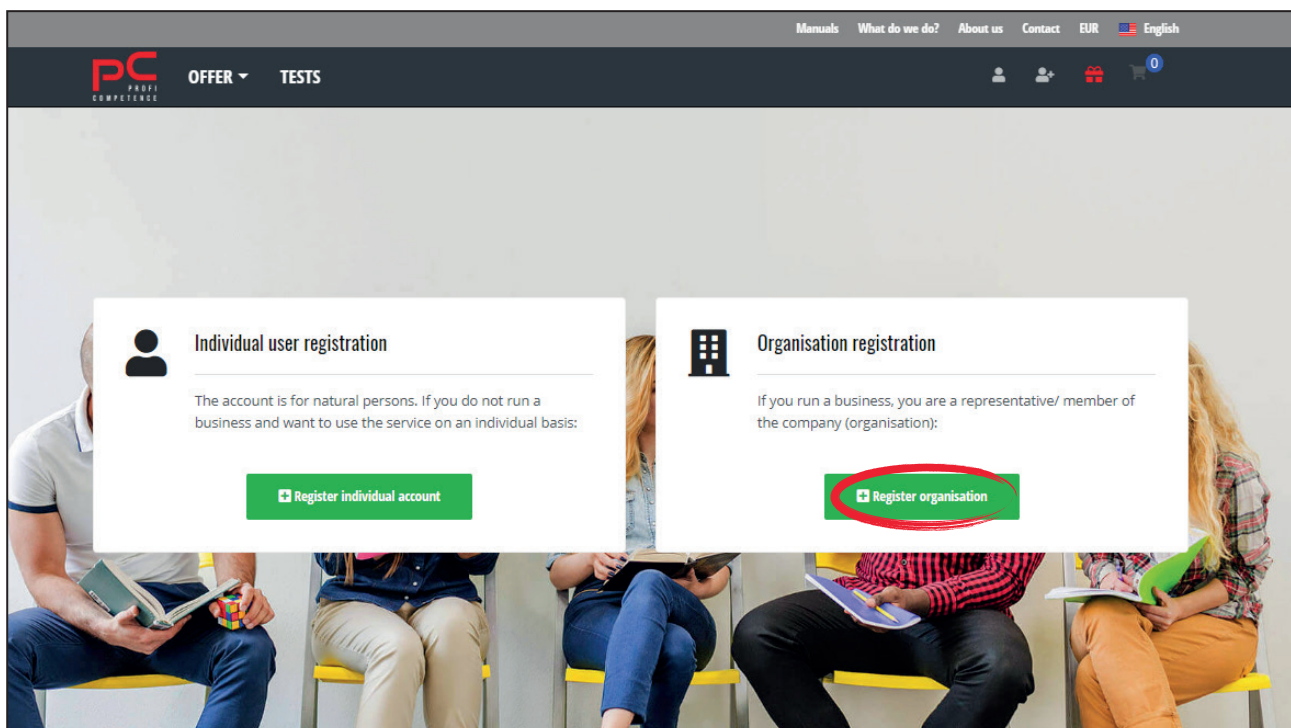 Manuals What do we do? About us Contact EUR English
PC
PROFI
COMPETENCE
OFFER TESTS
0
Individual user registration
The account is for natural persons. If you do not run a
business and want to use the service on an individual basis:
Register individual account
Organisation registration
If you run a business, you are a representative/ member of
the company (organisation):
Register organisation